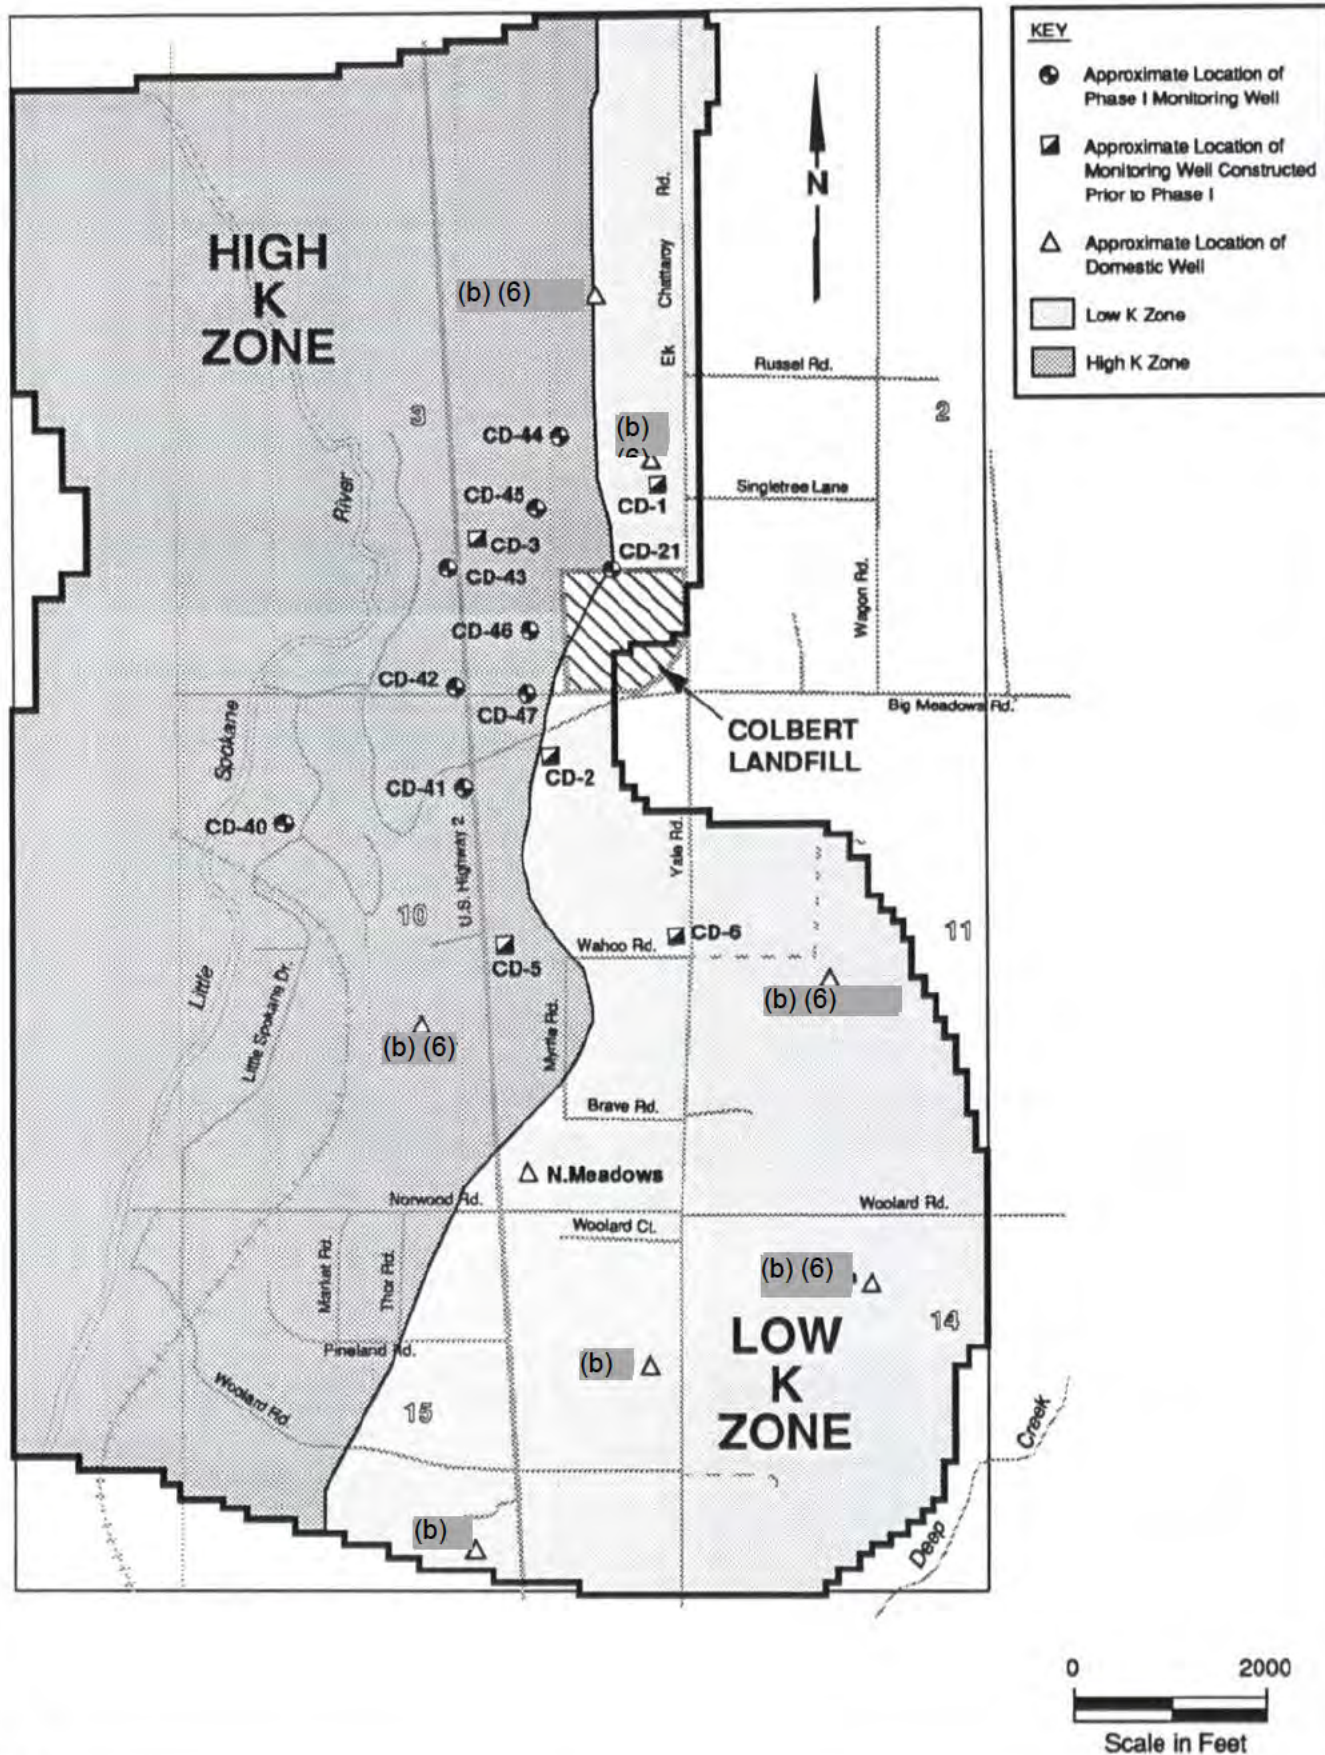 KEY
Approximate Location of
Phase I Monitoring Well
Approximate Location of
Monitoring Well Constructed
Prior to Phase I
Approximate Location of
Domestic Well
Low K Zone
High K Zone
N
HIGH
K
ZONE
Ek Chattaroy Rd.
(b) (6)
Russel Rd.
3
2
CD-44
(b)
(6)
CD-45
CD-1
Singletree Lane
River
CD-3
CD-21
CD-43
Wagon Rd.
CD-46
CD-42
CD-47
Big Meadows Rd.
Spokane
COLBERT
LANDFILL
CD-2
CD-41
CD-40
U.S. Highway 2
Yale Rd.
10
11
CD-6
Wahoo Rd.
CD-5
Little
Little Spokane Dr.
(b) (6)
(b) (6)
Myrtle Rd.
Brave Rd.
N.Meadows
Norwood Rd.
Woolard Rd.
Woolard Ct.
Market Rd.
Thor Rd.
(b) (6)
14
Pineland Rd.
LOW
K
ZONE
(b)
Woolard Rd.
15
Creek
(b)
Deep
0 2000
Scale in Feet